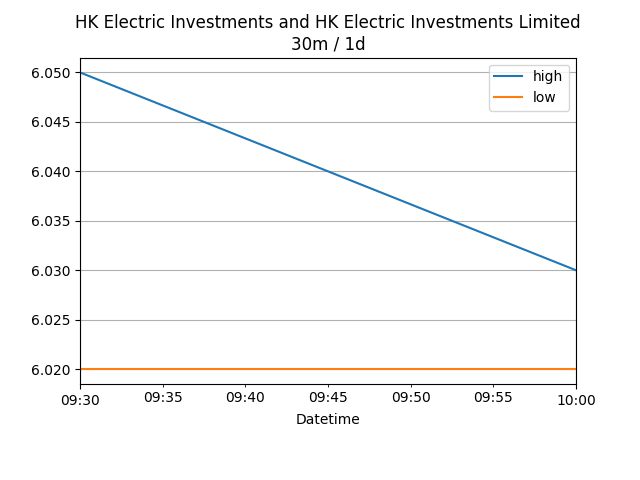 HK Electric Investments and HK Electric Investments Limited
30m / 1d
high
low
6.050
6.045
6.040
6.035
6.030
6.025
6.020
09:30
09:35
09:40
09:45
09:50
09:55
10:00
Datetime